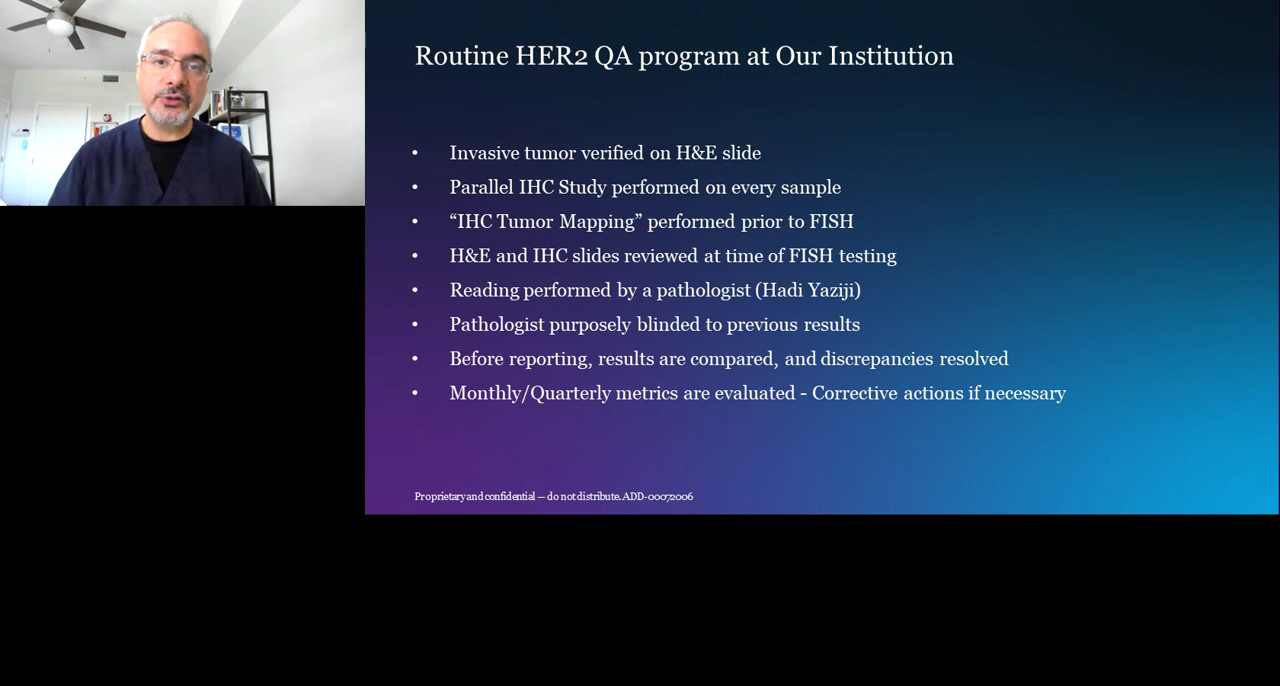 Routine HER2 QA program at Our Institution
• Invasive tumor verified on H&E slide
• Parallel IHC Study performed on every sample
• “IHC Tumor Mapping” performed prior to FISH
• H&E and IHC slides reviewed at time of FISH testing
• Reading performed by a pathologist (Hadi Yaziji)
• Pathologist purposely blinded to previous results
• Before reporting, results are compared, and discrepancies resolved
• Monthly/Quarterly metrics are evaluated - Corrective actions if necessary
Proprietary and confidential — do not distribute. ADD-00072006